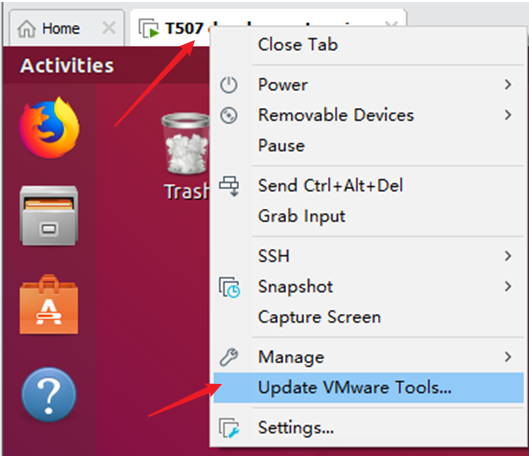 Home
T507
Activities
Trash
Close Tab
Power
Removable Devices
Pause
Send Ctrl+Alt+Del
Grab Input
SSH
Snapshot
Capture Screen
Manage
Update VMware Tools...
Settings...